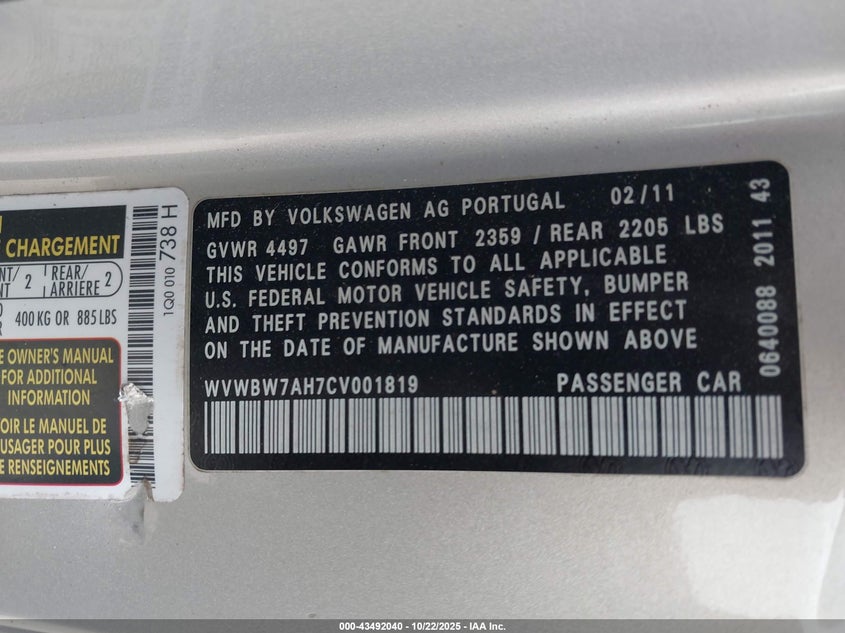 CHARGEMENT
2 REAR/ ARRIERE 2
400 KG OR 885 LBS
OWNER'S MANUAL
FOR ADDITIONAL
INFORMATION
LE MANUEL DE
POUR PLUS
RENSEIGNEMENTS
1Q0 010 738 H
MFD BY VOLKSWAGEN AG PORTUGAL 02/11
GVWR 4497 GAWR FRONT 2359 / REAR 2205 LBS
THIS VEHICLE CONFORMS TO ALL APPLICABLE
U.S. FEDERAL MOTOR VEHICLE SAFETY, BUMPER
AND THEFT PREVENTION STANDARDS IN EFFECT
ON THE DATE OF MANUFACTURE SHOWN ABOVE
WVWBW7AH7CV001819 PASSENGER CAR
0640088 2011 43
000-43492040 - 10/22/2025 - IAA Inc.